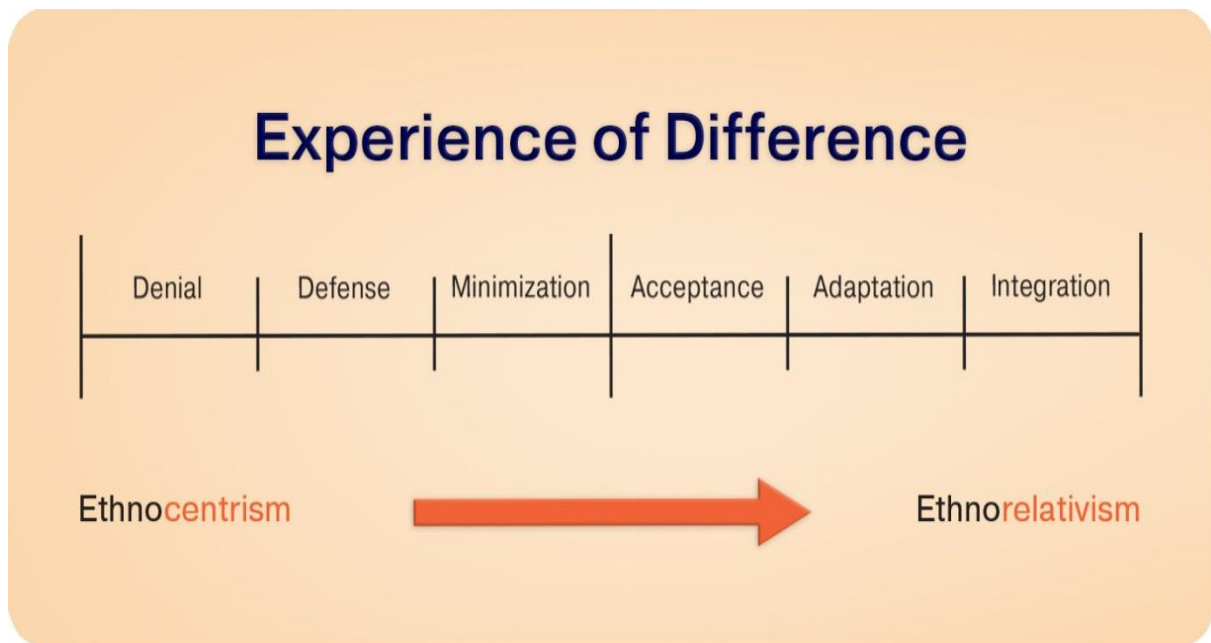 Experience of Difference
Denial Defense Minimization Acceptance Adaptation Integration
Ethnocentrism Ethnorelativism